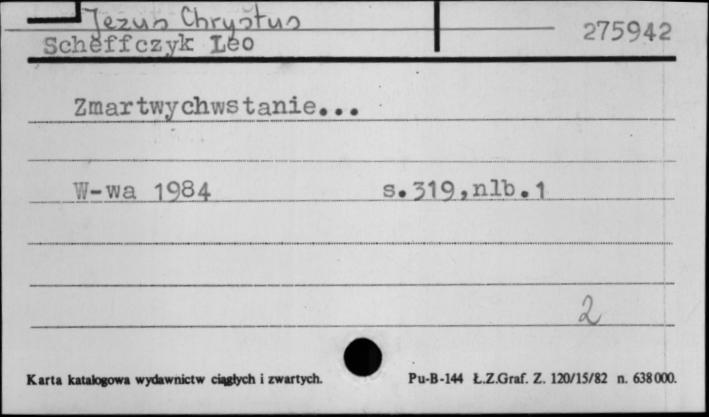 Jezus Chrystus
275942
Scheffczyk Leo
Zmartwychwstanie...
W-wa 1984 s.319,nlb.1
2
Karta katalogowa wydawnictw ciągłych i zwartych. Pu-B-144 Ł.Z.Graf. Z. 120/15/82 n. 638000.